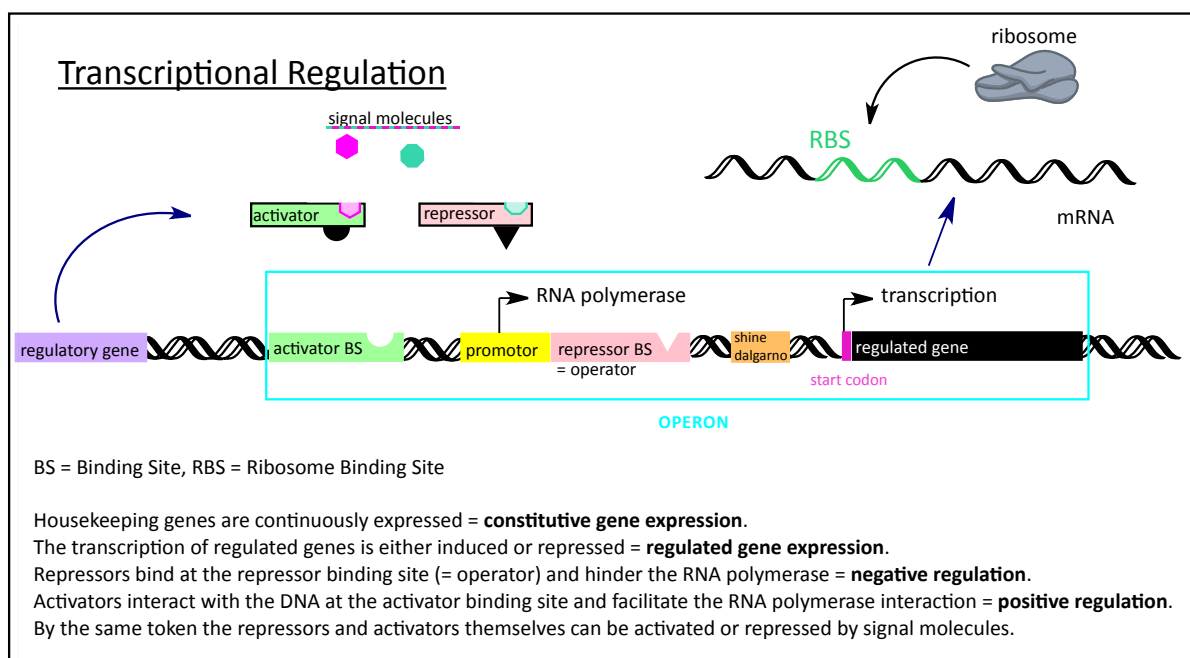 Transcriptional Regulation
ribosome
signal molecules
RBS
activator
repressor
mRNA
RNA polymerase
transcription
regulatory gene
activator BS
promotor
repressor BS
= operator
shine
dalgarno
regulated gene
start codon
OPERON
BS = Binding Site, RBS = Ribosome Binding Site
Housekeeping genes are continuously expressed = constitutive gene expression.
The transcription of regulated genes is either induced or repressed = regulated gene expression.
Repressors bind at the repressor binding site (= operator) and hinder the RNA polymerase = negative regulation.
Activators interact with the DNA at the activator binding site and facilitate the RNA polymerase interaction = positive regulation.
By the same token the repressors and activators themselves can be activated or repressed by signal molecules.